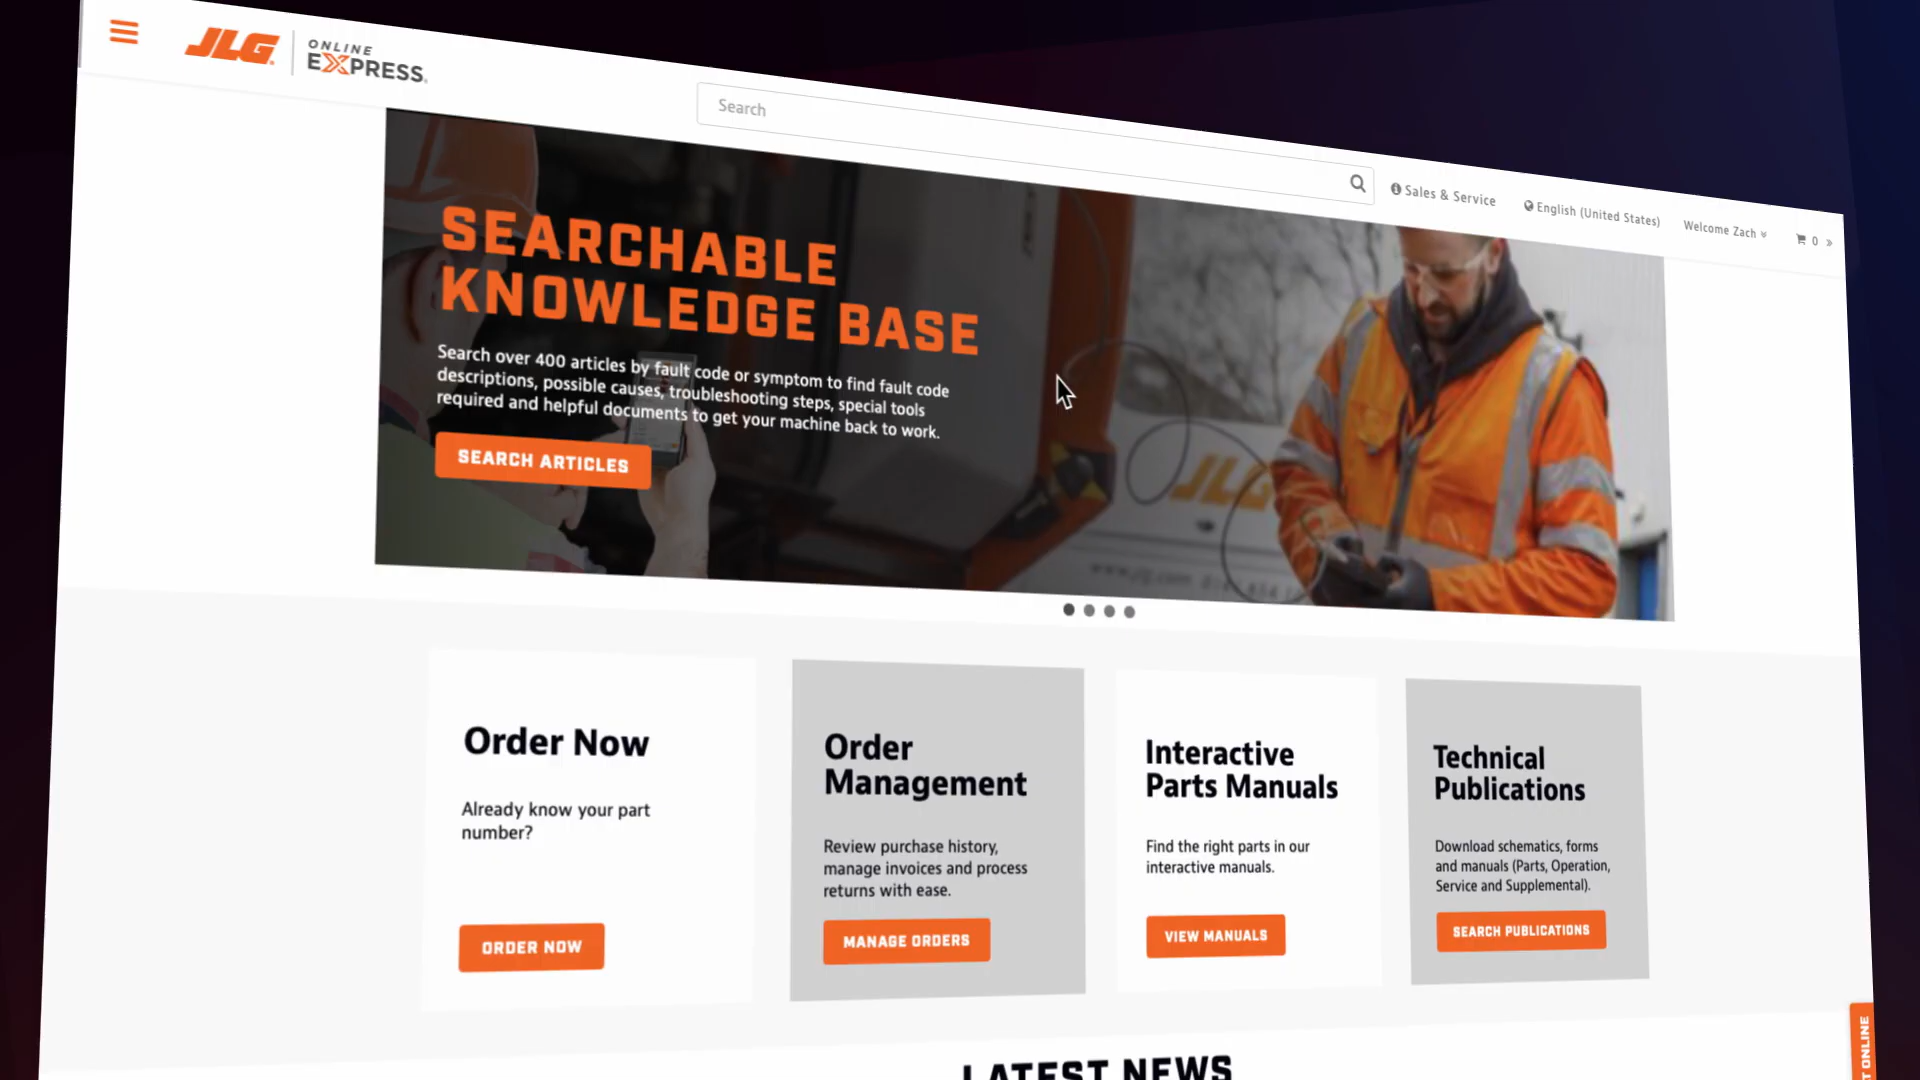 JLG
ONLINE
EXPRESS
Search
Sales & Service
English (United States)
Welcome Zach
0
SEARCHABLE
KNOWLEDGE BASE
Search over 400 articles by fault code or symptom to find fault code
descriptions, possible causes, troubleshooting steps, special tools
required and helpful documents to get your machine back to work.
SEARCH ARTICLES
JLG
Order Now
Already know your part
number?
ORDER NOW
Order
Management
Review purchase history,
manage invoices and process
returns with ease.
MANAGE ORDERS
Interactive
Parts Manuals
Find the right parts in our
interactive manuals.
VIEW MANUALS
Technical
Publications
Download schematics, forms
and manuals (Parts, Operation,
Service and Supplemental).
SEARCH PUBLICATIONS
LATEST NEWS
ONLINE